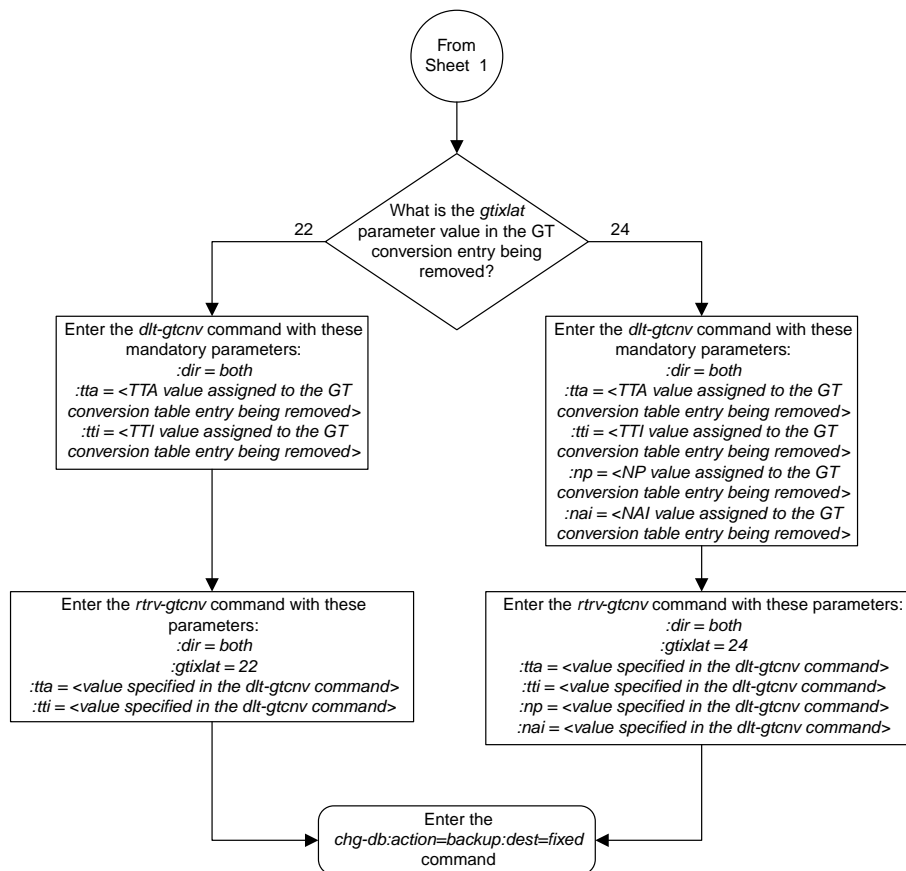 From
Sheet 1
What is the gtixlat
parameter value in the GT
conversion entry being
removed?
22
24
Enter the dlt-gtcnv command with these
mandatory parameters:
:dir = both
:tta = <TTA value assigned to the GT
conversion table entry being removed>
:tti = <TTI value assigned to the GT
conversion table entry being removed>
Enter the dlt-gtcnv command with these
mandatory parameters:
:dir = both
:tta = <TTA value assigned to the GT
conversion table entry being removed>
:tti = <TTI value assigned to the GT
conversion table entry being removed>
:np = <NP value assigned to the GT
conversion table entry being removed>
:nai = <NAI value assigned to the GT
conversion table entry being removed>
Enter the rtrv-gtcnv command with these
parameters:
:dir = both
:gtixlat = 22
:tta = <value specified in the dlt-gtcnv command>
:tti = <value specified in the dlt-gtcnv command>
Enter the rtrv-gtcnv command with these parameters:
:dir = both
:gtixlat = 24
:tta = <value specified in the dlt-gtcnv command>
:tti = <value specified in the dlt-gtcnv command>
:np = <value specified in the dlt-gtcnv command>
:nai = <value specified in the dlt-gtcnv command>
Enter the
chg-db:action=backup:dest=fixed
command